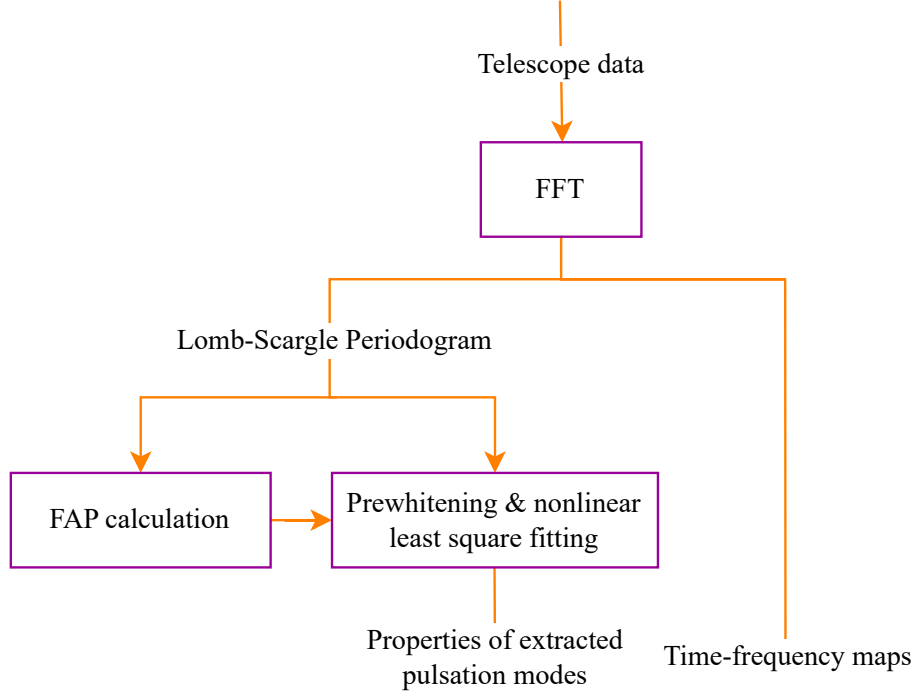 Telescope data
FFT
Lomb-Scargle Periodogram
FAP calculation
Prewhitening & nonlinear
least square fitting
Properties of extracted
pulsation modes
Time-frequency maps